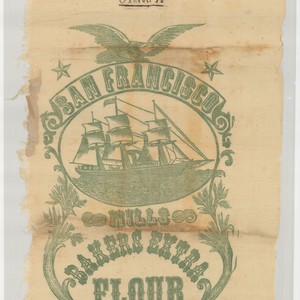 SAN FRANCISCO
MILLS
BAKERS EXTRA
FLOUR